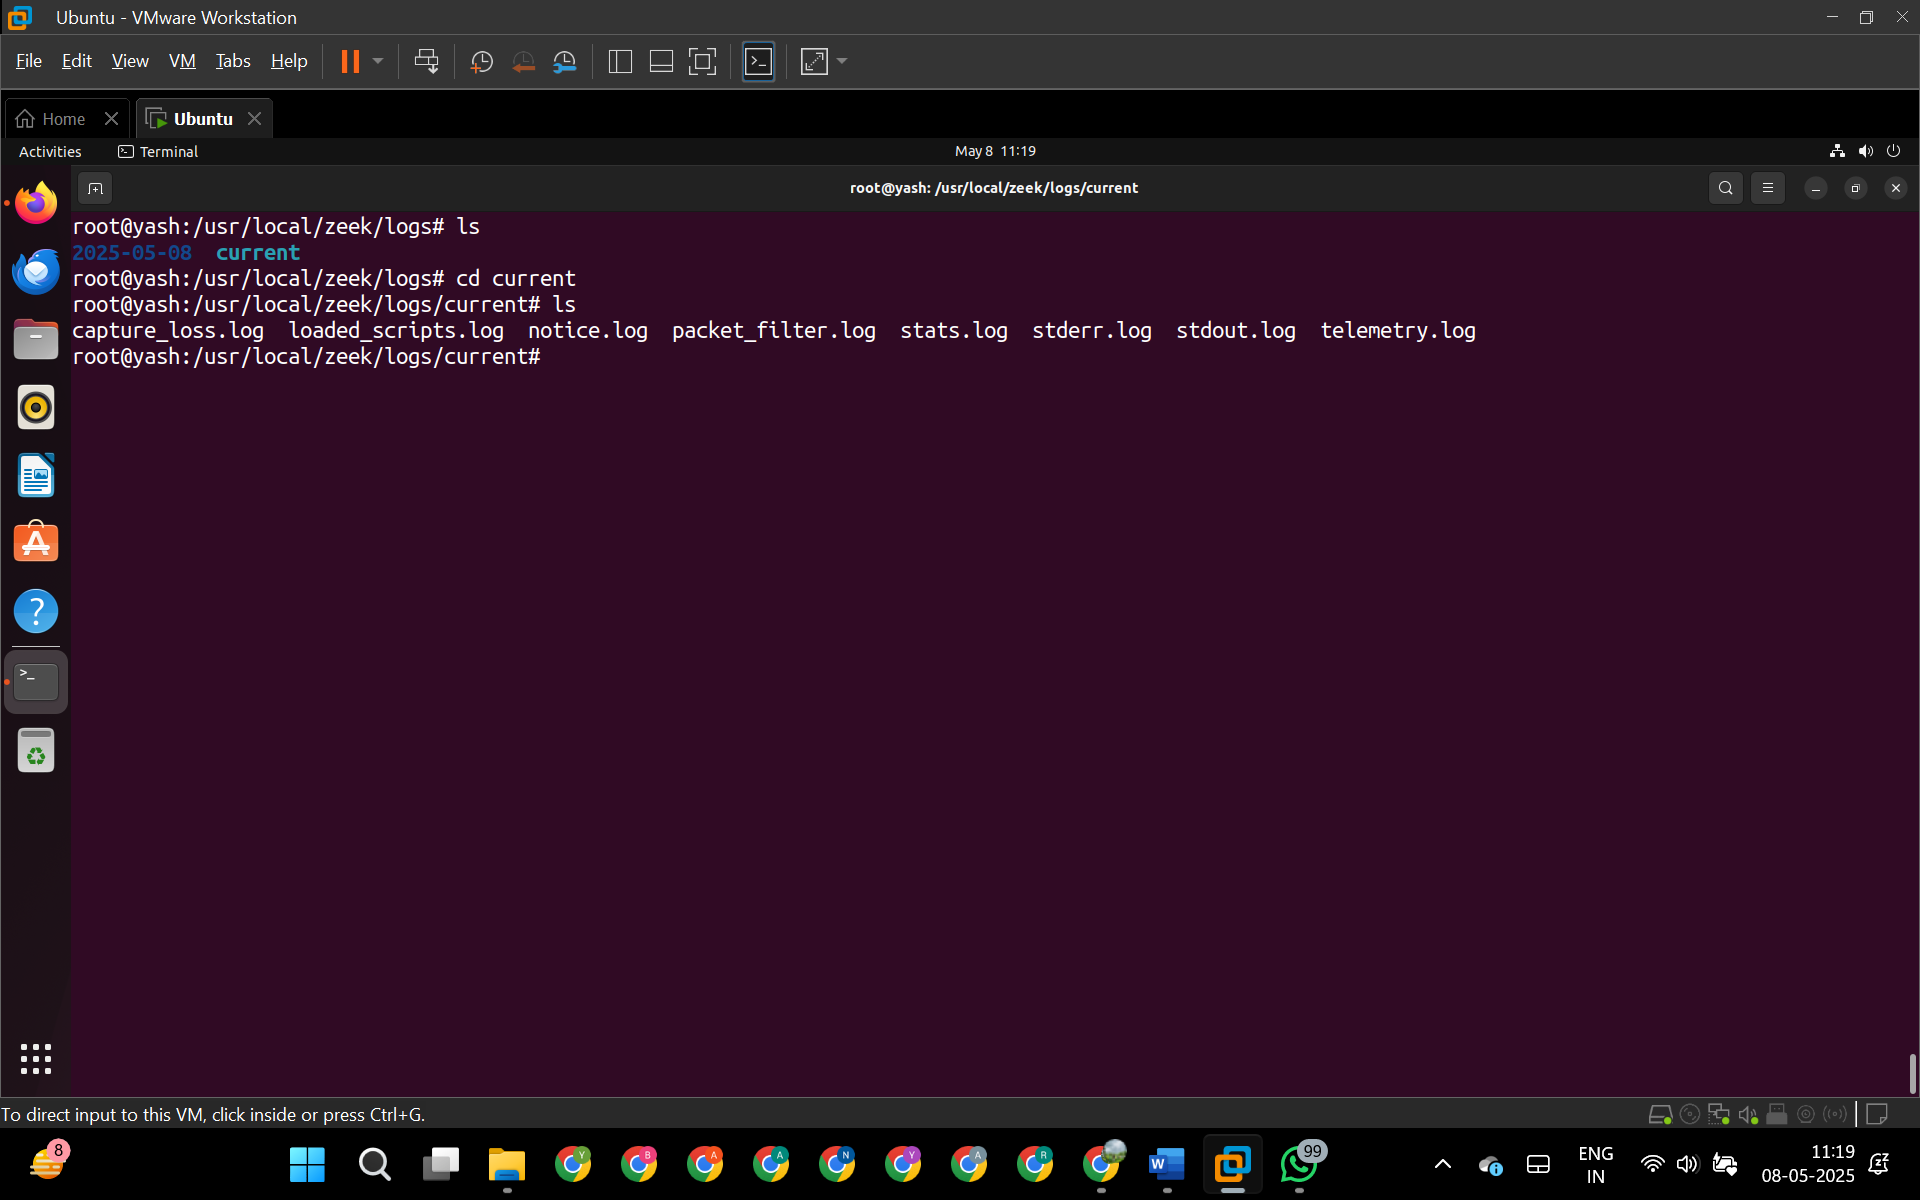 Ubuntu - VMware Workstation
File Edit View VM Tabs Help
Home Ubuntu
Activities Terminal May 8 11:19
root@yash: /usr/local/zeek/logs/current
root@yash:/usr/local/zeek/logs# ls
2025-05-08 current
root@yash:/usr/local/zeek/logs# cd current
root@yash:/usr/local/zeek/logs/current# ls
capture_loss.log loaded_scripts.log notice.log packet_filter.log stats.log stderr.log stdout.log telemetry.log
root@yash:/usr/local/zeek/logs/current#
To direct input to this VM, click inside or press Ctrl+G.
8 Y B A A N Y A R W 99 ENG 11:19
IN 08-05-2025